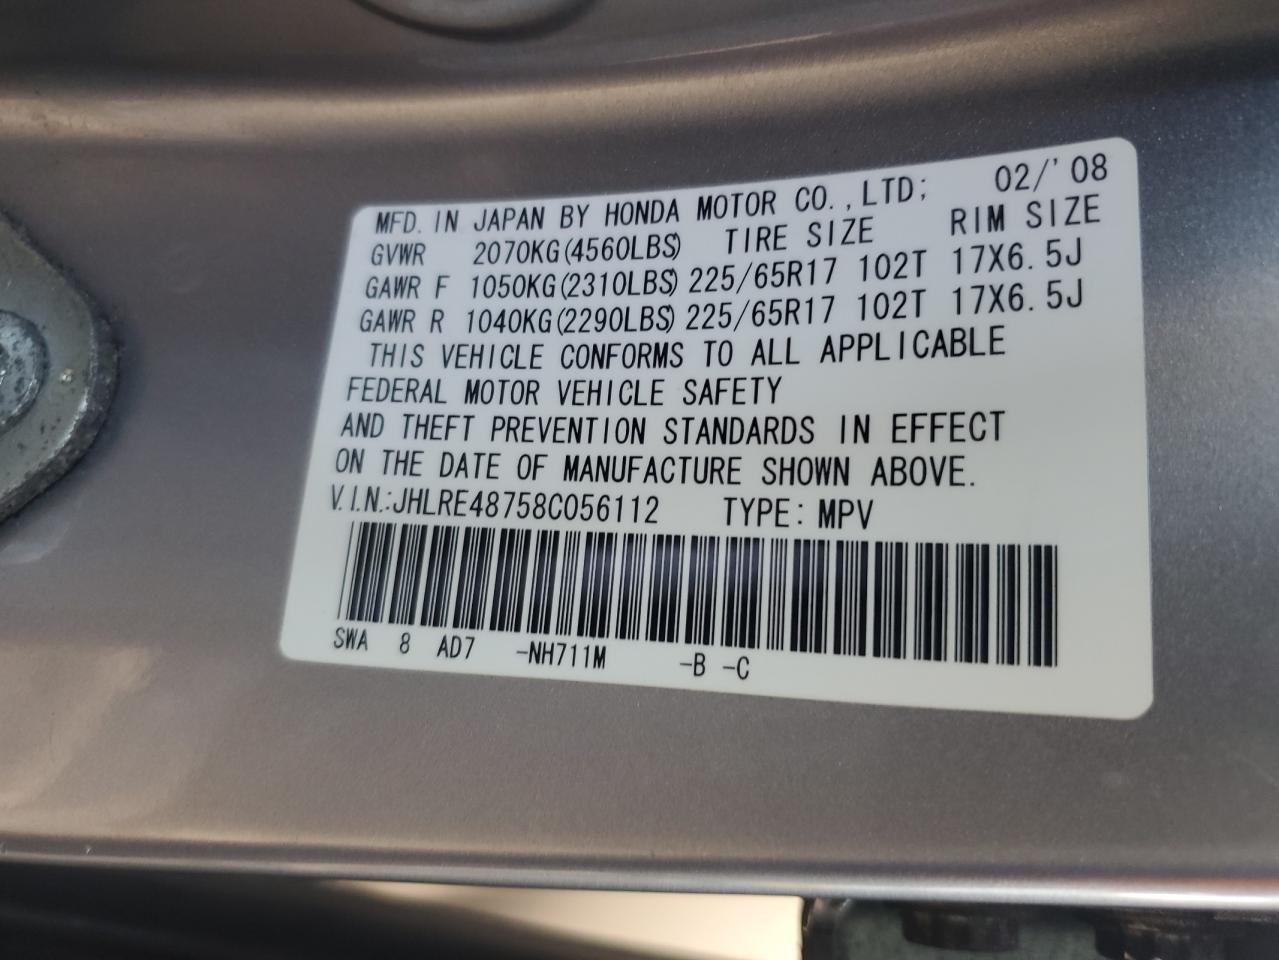 MFD. IN JAPAN BY HONDA MOTOR CO.,LTD; 02/'08
GVWR 2070KG(4560LBS) TIRE SIZE RIM SIZE
GAWR F 1050KG(2310LBS) 225/65R17 102T 17X6.5J
GAWR R 1040KG(2290LBS) 225/65R17 102T 17X6.5J
THIS VEHICLE CONFORMS TO ALL APPLICABLE
FEDERAL MOTOR VEHICLE SAFETY
AND THEFT PREVENTION STANDARDS IN EFFECT
ON THE DATE OF MANUFACTURE SHOWN ABOVE.
V.I.N.:JHLRE48758C056112 TYPE: MPV
SWA 8 AD7 -NH711M -B -C